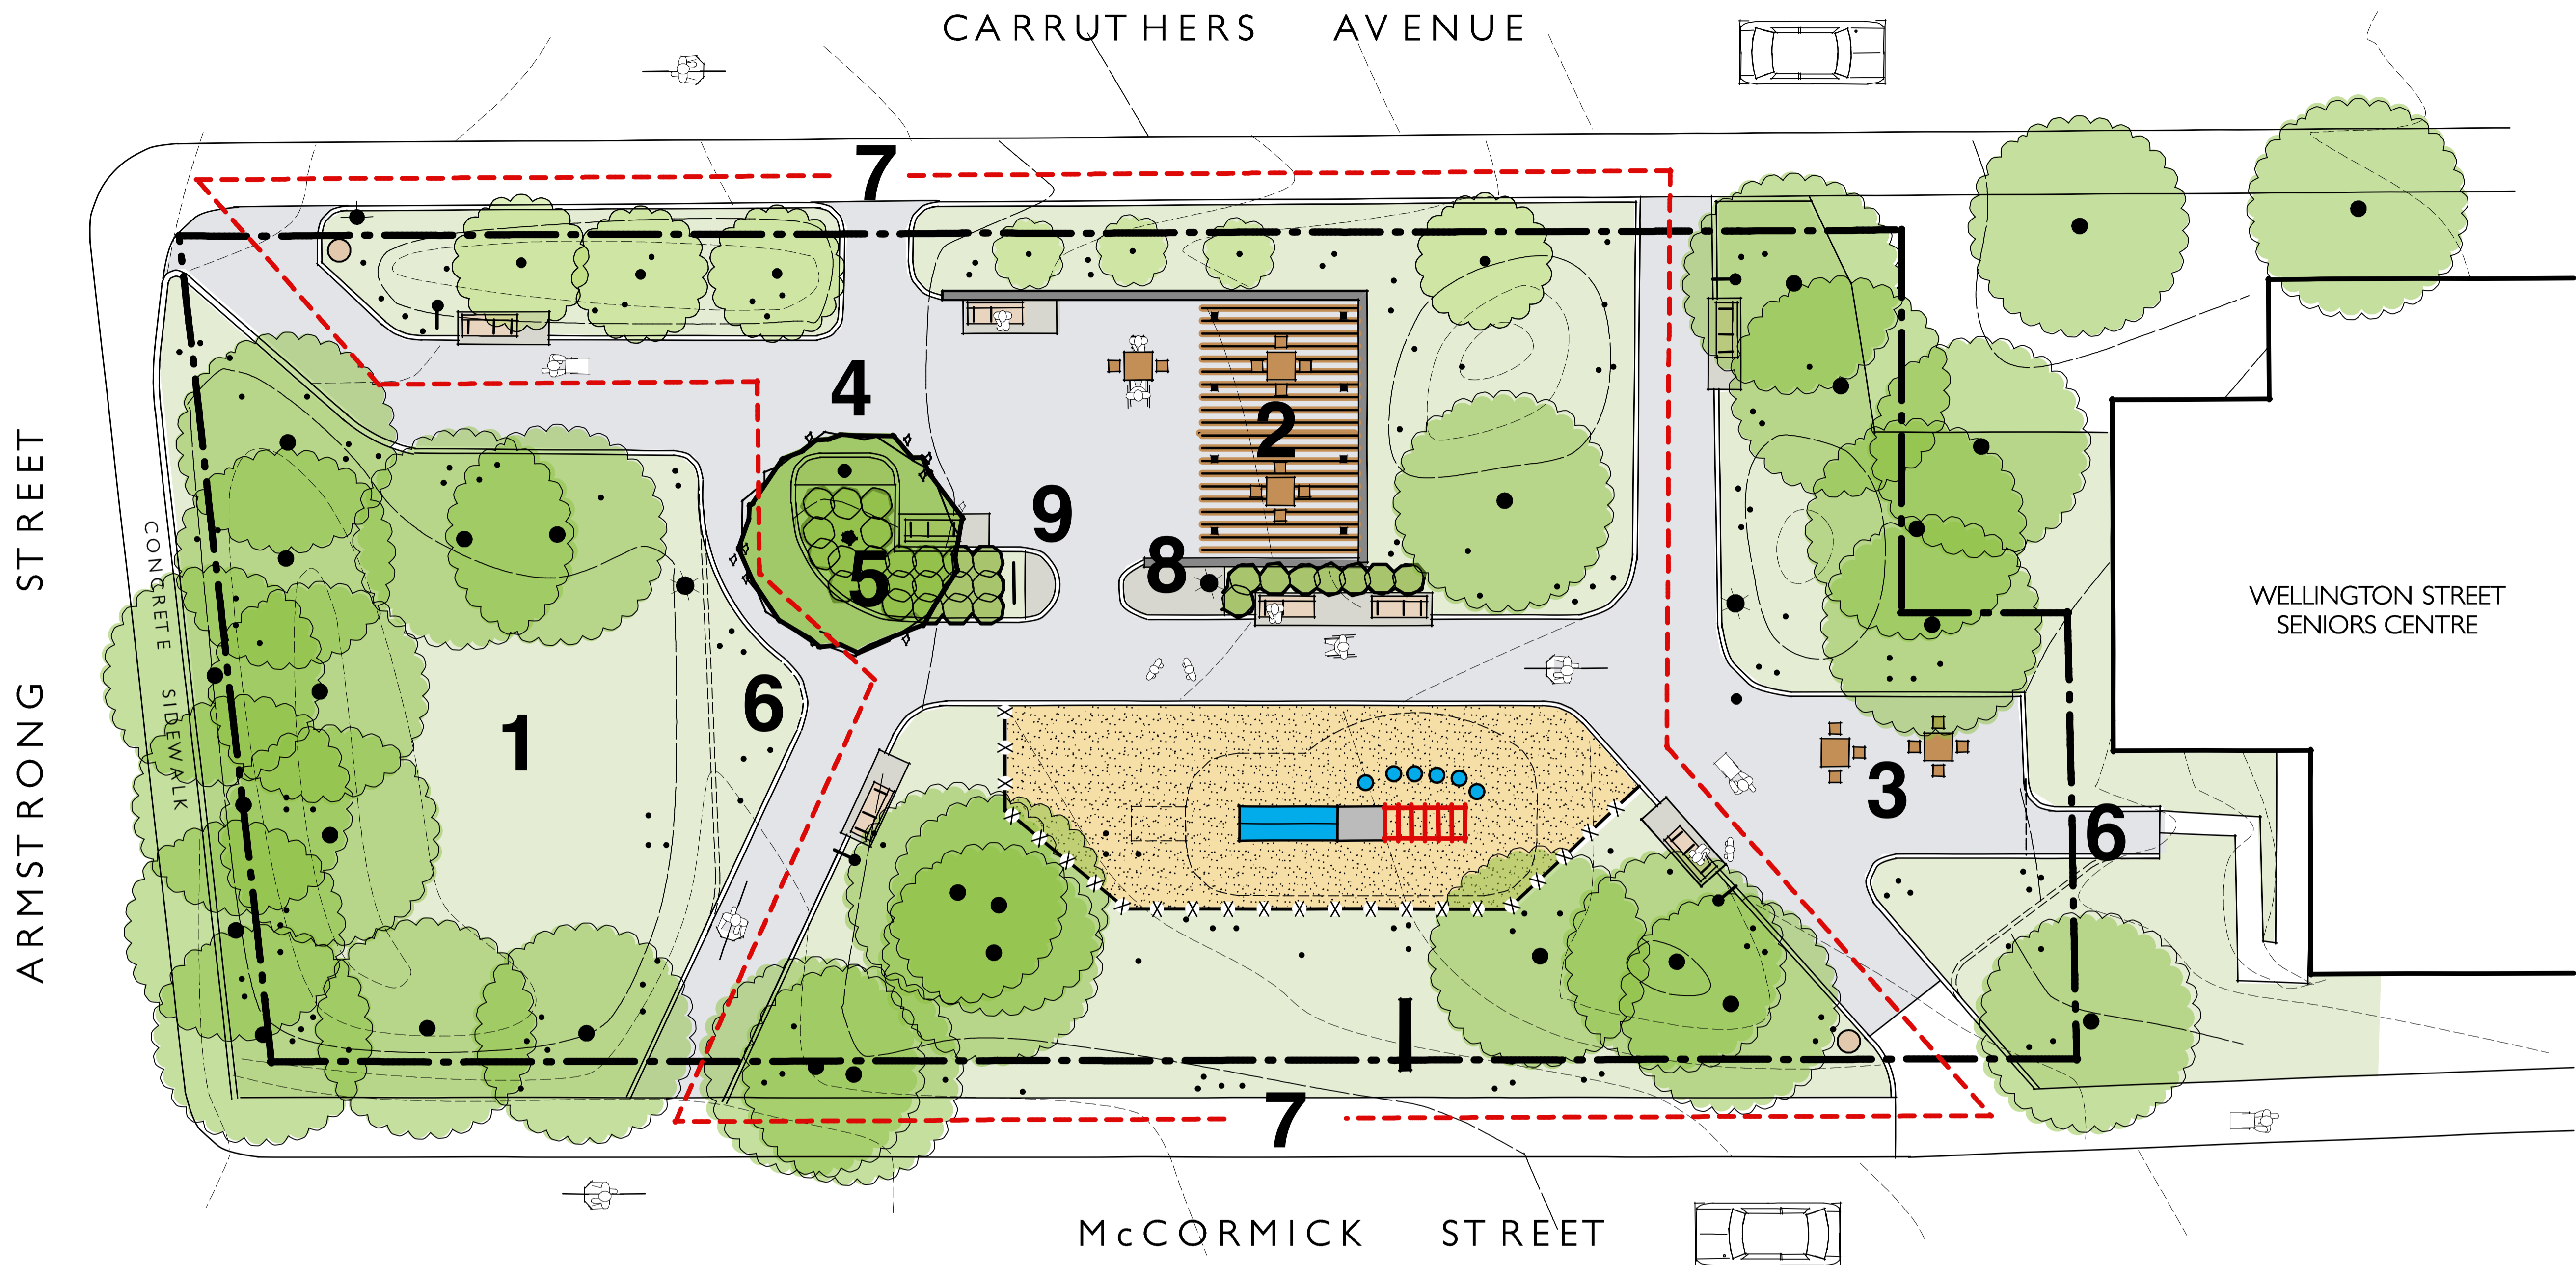 CARRUTHERS AVENUE
7
4
2
9
8
5
6
1
3
6
7
ARMSTRONG STREET
CONCRETE SIDEWALK
WELLINGTON STREET
SENIORS CENTRE
McCORMICK STREET